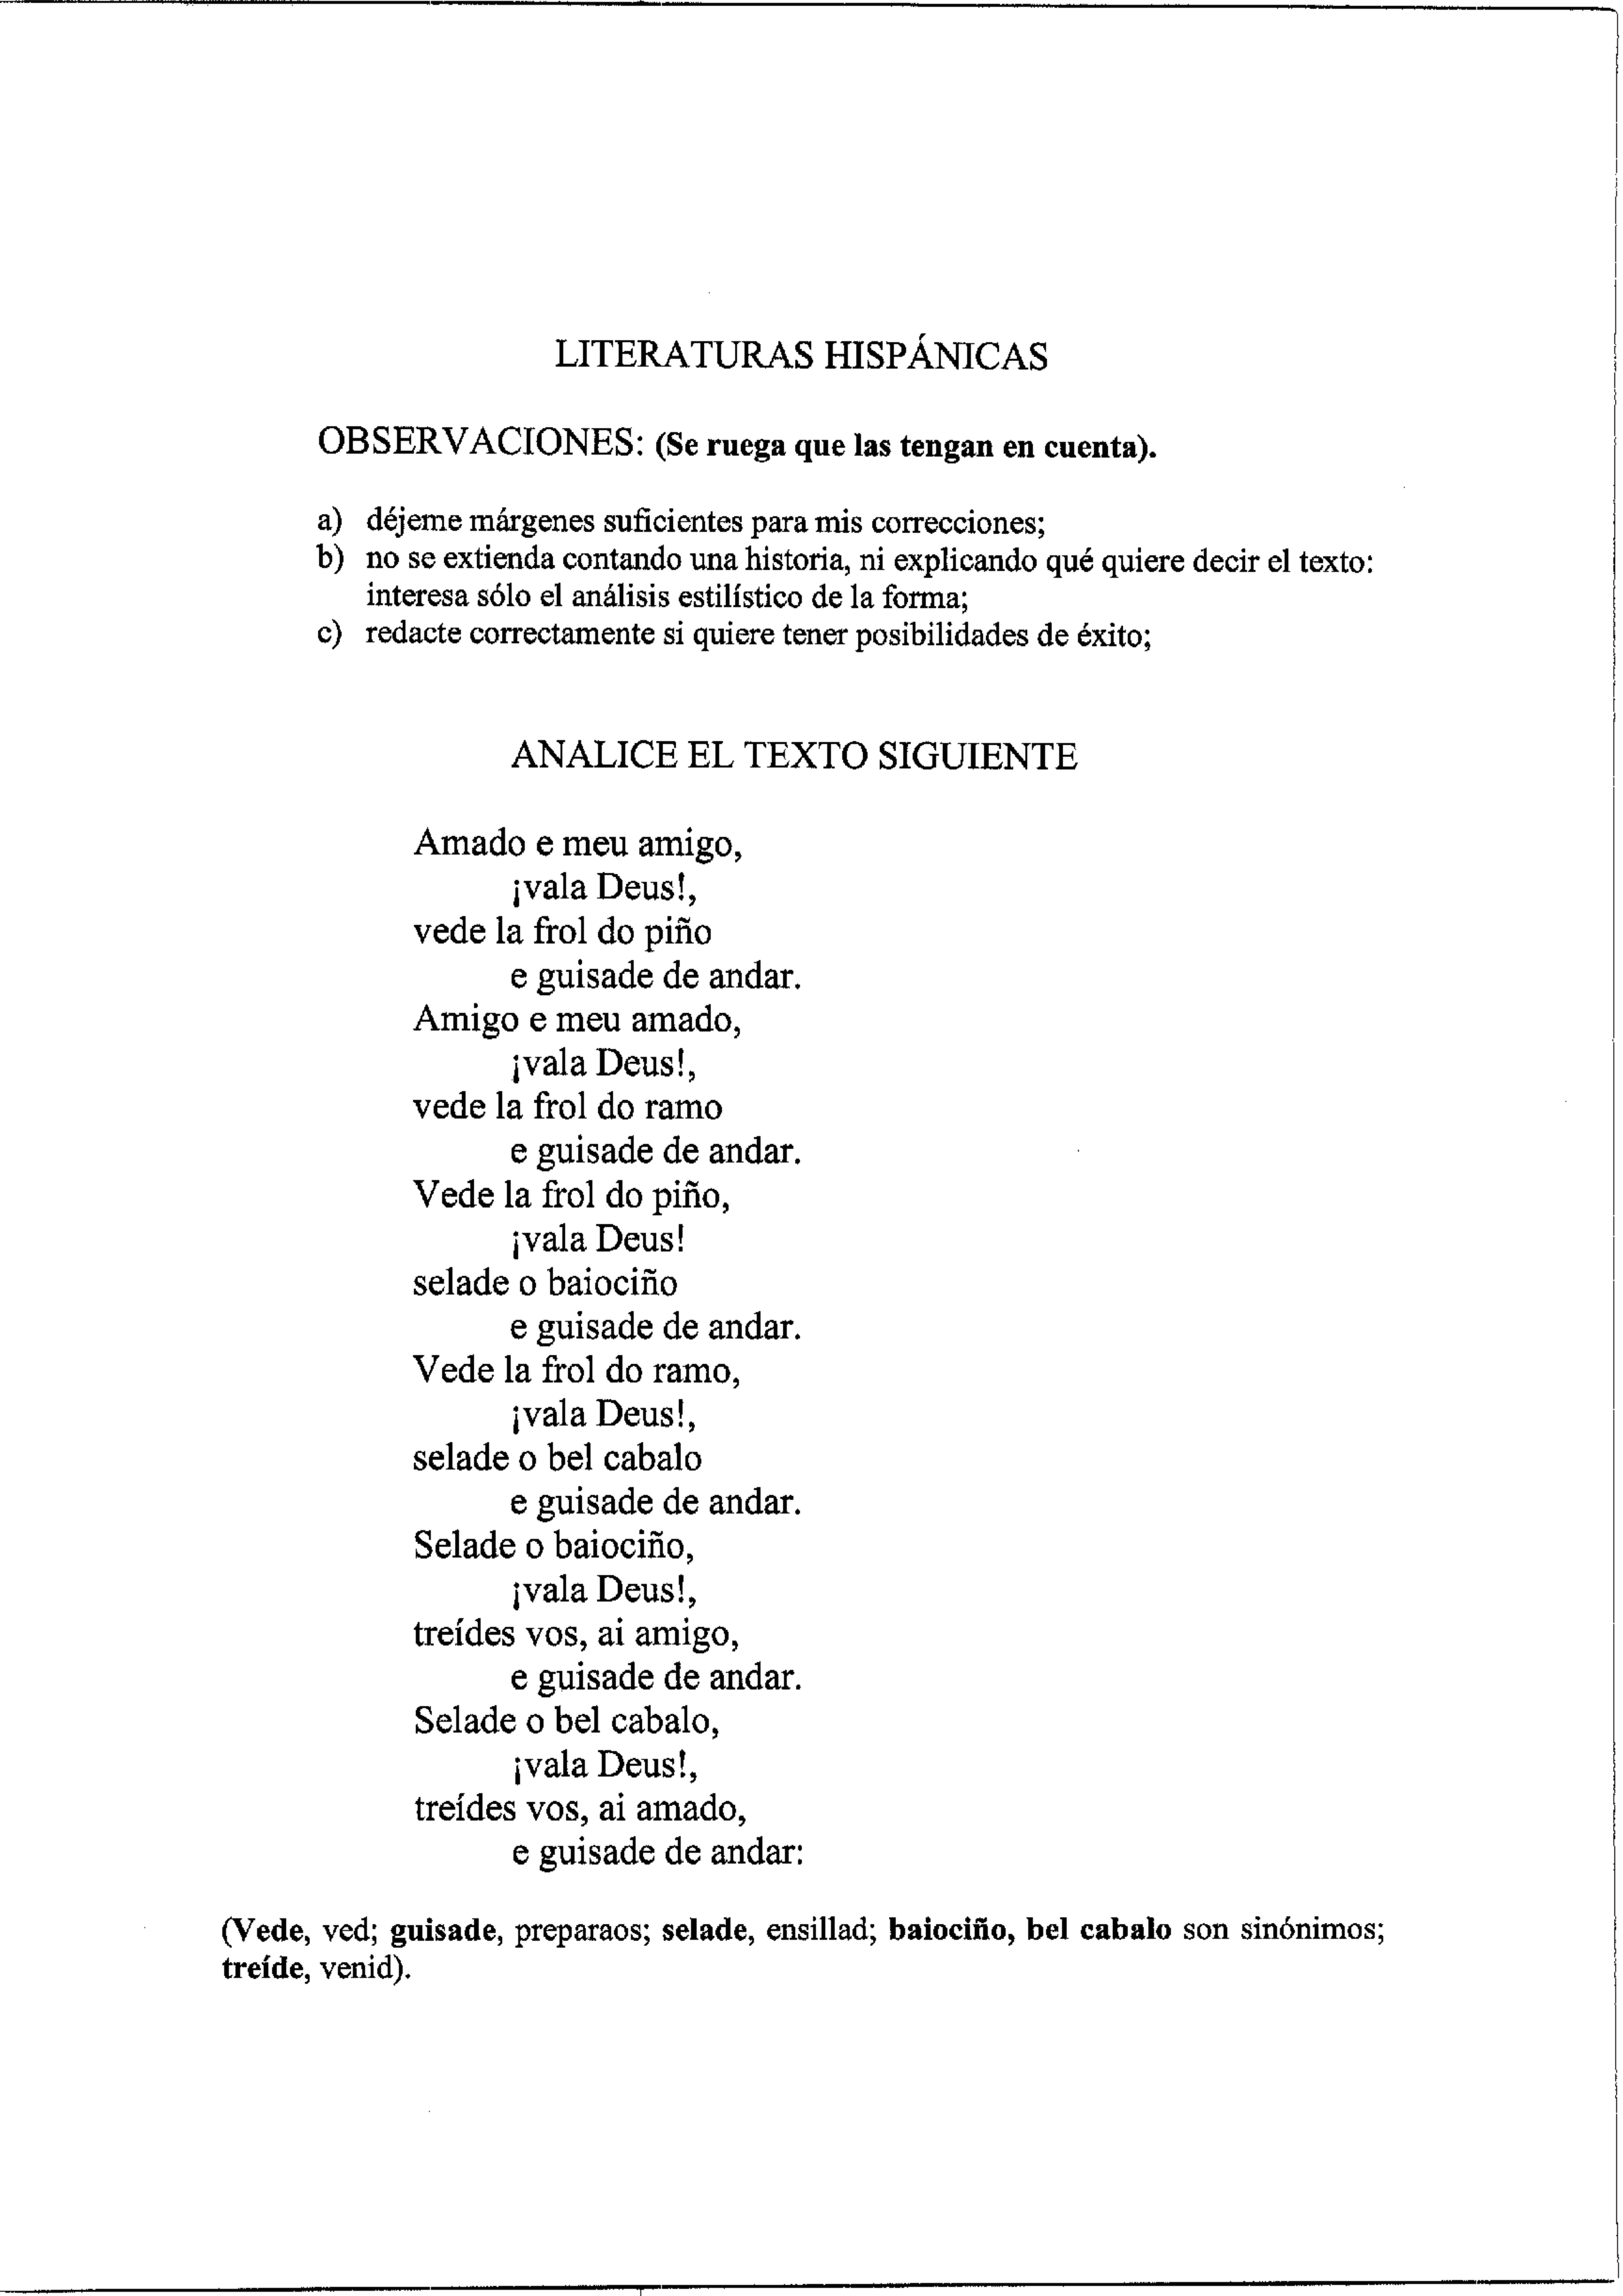 LITERATURAS HISPÁNICAS
OBSERVACIONES: (Se ruega que las tengan en cuenta).
a) déjeme márgenes suficientes para mis correcciones;
b) no se extienda contando una historia, ni explicando qué quiere decir el texto:
interesa sólo el análisis estilístico de la forma;
c) redacte correctamente si quiere tener posibilidades de éxito;
ANALICE EL TEXTO SIGUIENTE
Amado e meu amigo,
¡vala Deus!,
vede la frol do piño
e guisade de andar.
Amigo e meu amado,
¡vala Deus!,
vede la frol do ramo
e guisade de andar.
Vede la frol do piño,
¡vala Deus!
selade o baiociño
e guisade de andar.
Vede la frol do ramo,
¡vala Deus!,
selade o bel cabalo
e guisade de andar.
Selade o baiociño,
¡vala Deus!,
treídes vos, ai amigo,
e guisade de andar.
Selade o bel cabalo,
¡vala Deus!,
treídes vos, ai amado,
e guisade de andar:
(Vede, ved; guisade, preparaos; selade, ensillad; baiociño, bel cabalo son sinónimos;
treíde, venid).